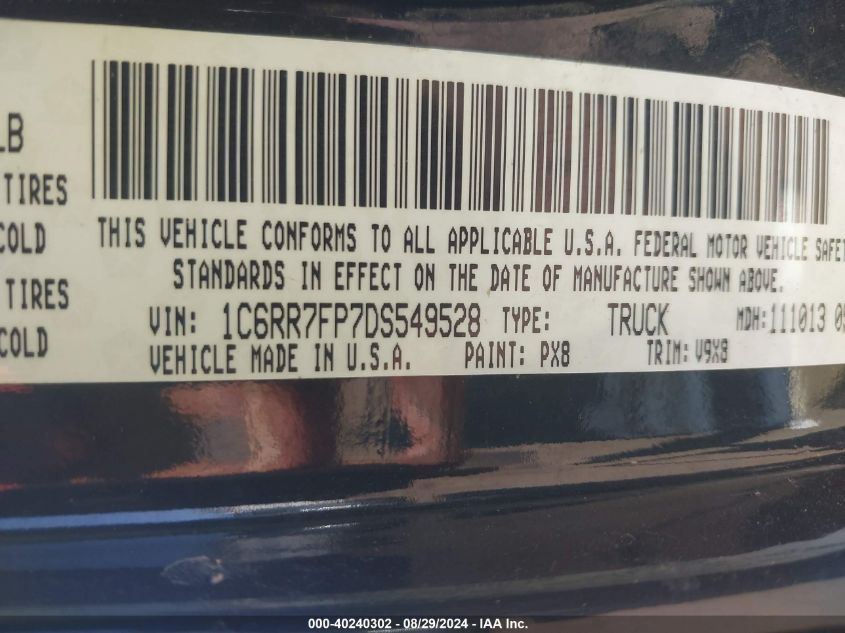 LB
TIRES
COLD
TIRES
COLD
THIS VEHICLE CONFORMS TO ALL APPLICABLE U.S.A. FEDERAL MOTOR VEHICLE SAFET
STANDARDS IN EFFECT ON THE DATE OF MANUFACTURE SHOWN ABOVE.
VIN: 1C6RR7FP7DS549528 TYPE: TRUCK MDH:111013 05
VEHICLE MADE IN U.S.A. PAINT: PX8 TRIM: V9X8
000-40240302 - 08/29/2024 - IAA Inc.